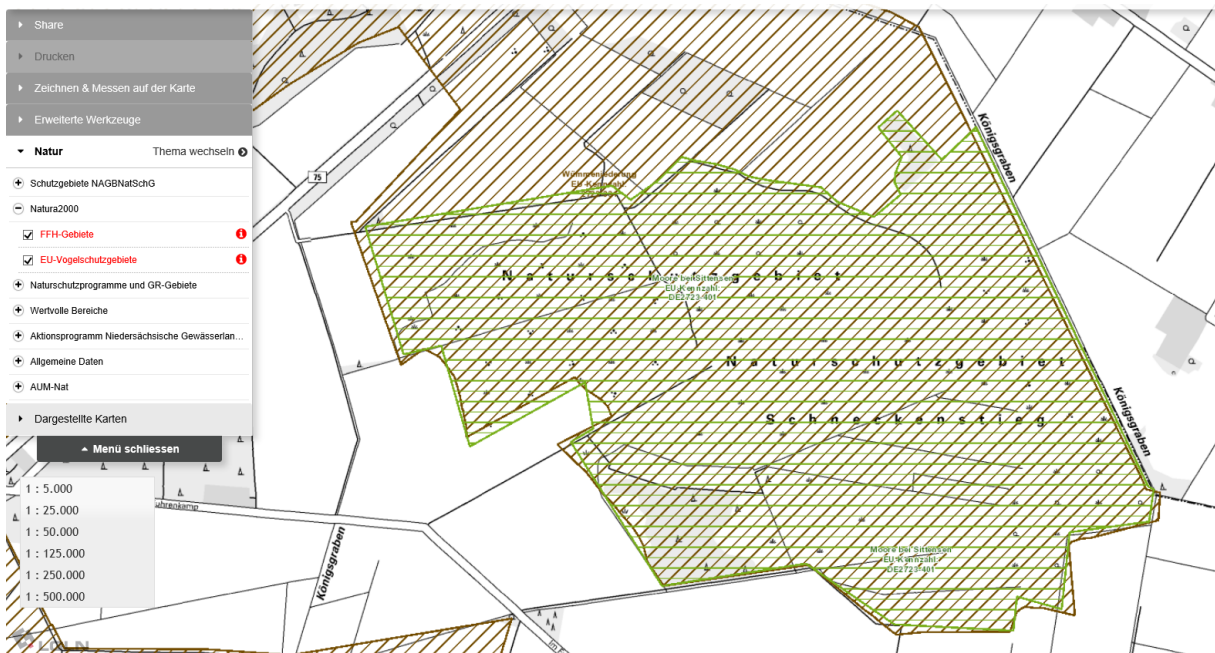 Share
Drucken
Zeichnen & Messen auf der Karte
Erweiterte Werkzeuge
Natur
Thema wechseln
Schutzgebiete NAGBNatSchG
Natura2000
FFH-Gebiete
EU-Vogelschutzgebiete
Naturschutzprogramme und GR-Gebiete
Wertvolle Bereiche
Aktionsprogramm Niedersächsische Gewässerlan...
Allgemeine Daten
AUM-Nat
Dargestellte Karten
Menü schliessen
1 : 5.000
1 : 25.000
1 : 50.000
1 : 125.000
1 : 250.000
1 : 500.000
75
Königsgraben
Wümmeniederung
EU-Kennzahl:
Naturschutzgebiet
Moore bei Sittensen
EU-Kennzahl:
DE2723-401
Naturschutzgebiet
Schneckenstieg
Königsgraben
Moore bei Sittensen
EU-Kennzahl:
DE2723-401
Königsgraben
LGLN